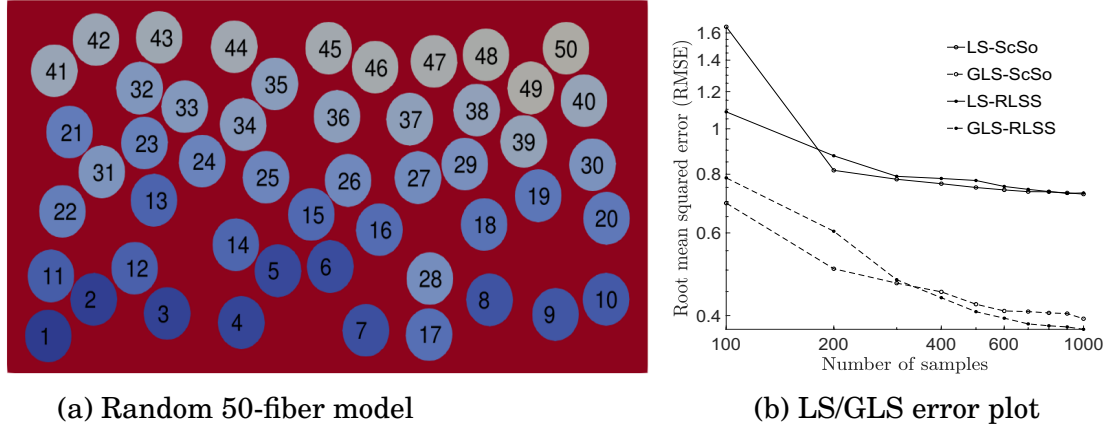 42 43 44 45 46 47 48 50
41 32 33 35 36 37 38 49 40
21 23 24 34 39
31 25 26 27 29 30
22 13 15 16 18 19 20
11 12 14 5 6 28
2 3 4 7 8 9 10
1 17
(a) Random 50-fiber model
Root mean squared error (RMSE)
1.6
1.4
1.2
1
0.8
0.6
0.4
LS-ScSo
GLS-ScSo
LS-RLSS
GLS-RLSS
100 200 400 600 1000
Number of samples
(b) LS/GLS error plot